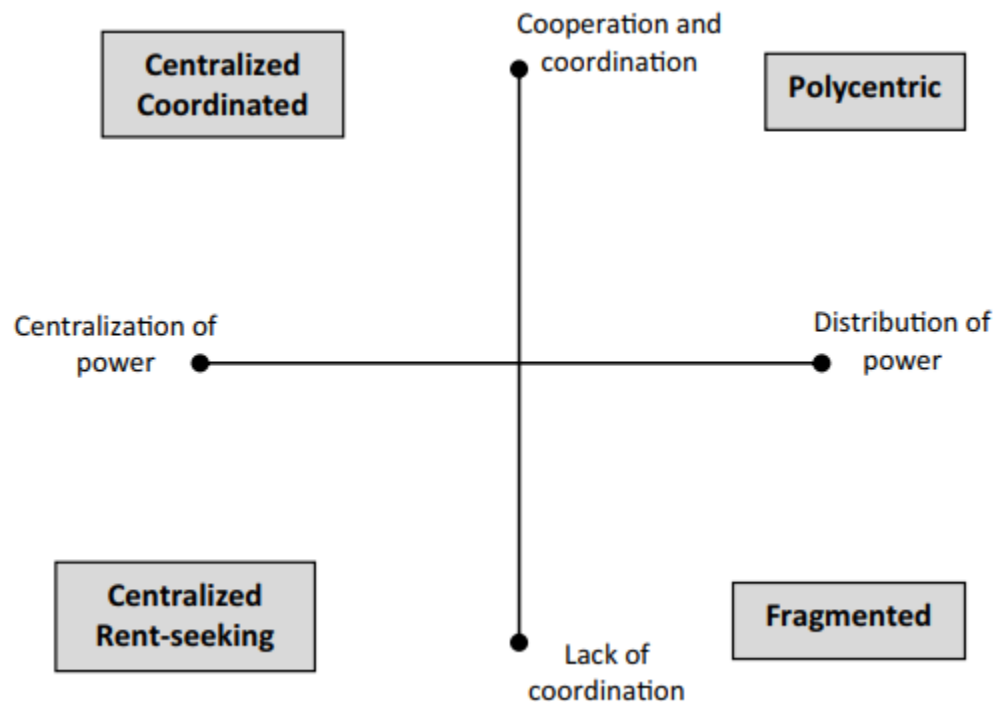 Cooperation and
coordination
Centralized
Coordinated
Polycentric
Centralization of
power
Distribution of
power
Centralized
Rent-seeking
Fragmented
Lack of
coordination